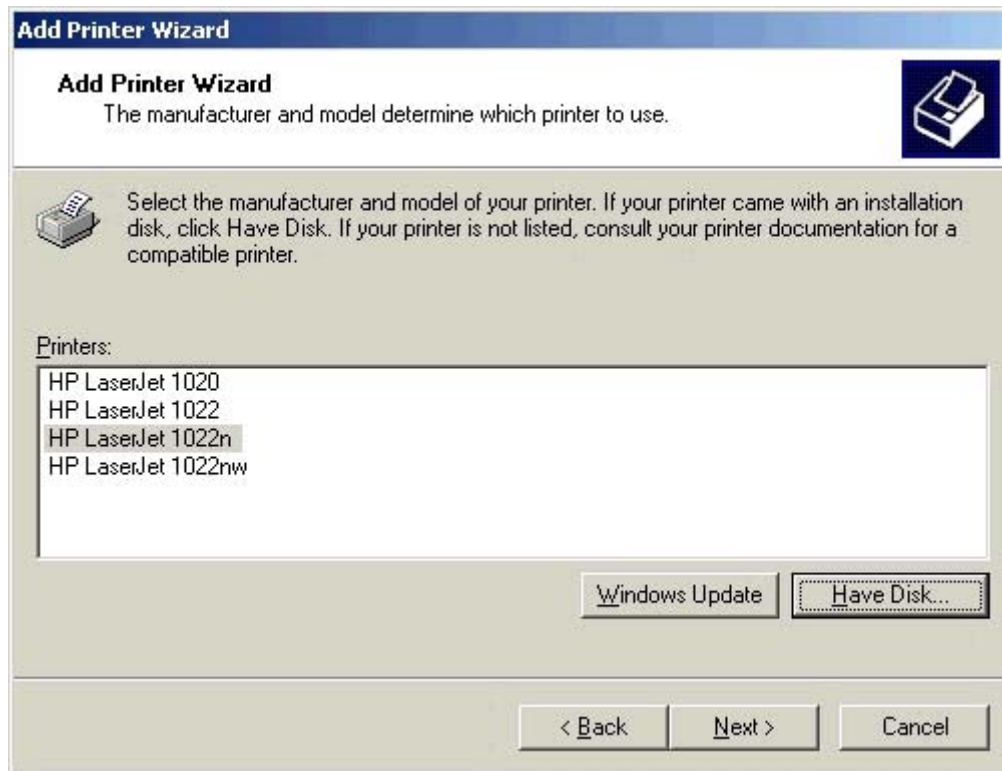 Add Printer Wizard
Add Printer Wizard
The manufacturer and model determine which printer to use.
Select the manufacturer and model of your printer. If your printer came with an installation
disk, click Have Disk. If your printer is not listed, consult your printer documentation for a
compatible printer.
Printers:
HP LaserJet 1020
HP LaserJet 1022
HP LaserJet 1022n
HP LaserJet 1022nw
Windows Update
Have Disk...
< Back
Next >
Cancel